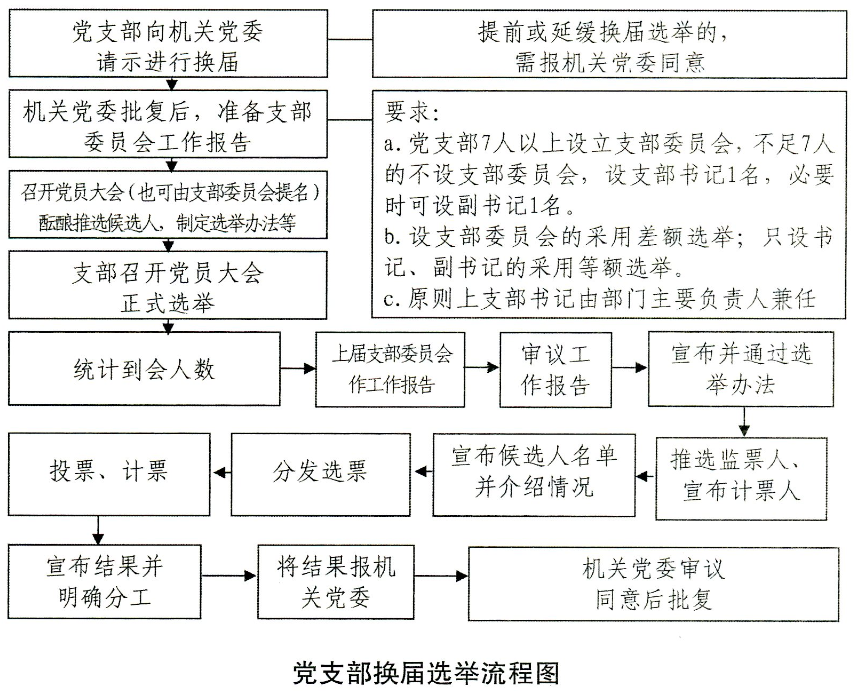 党支部向机关党委
请示进行换届
提前或延缓换届选举的，
需报机关党委同意
机关党委批复后，准备支部
委员会工作报告
要求：
a.党支部7人以上设立支部委员会，不足7人
的不设支部委员会，设支部书记1名，必要
时可设副书记1名。
b.设支部委员会的采用差额选举；只设书
记、副书记的采用等额选举。
c.原则上支部书记由部门主要负责人兼任
召开党员大会（也可由支部委员会提名）
酝酿推选候选人，制定选举办法等
支部召开党员大会
正式选举
统计到会人数
上届支部委员会
作工作报告
审议工
作报告
宣布并通过选
举办法
推选监票人、
宣布计票人
宣布候选人名单
并介绍情况
分发选票
投票、计票
宣布结果并
明确分工
将结果报机
关党委
机关党委审议
同意后批复
党支部换届选举流程图